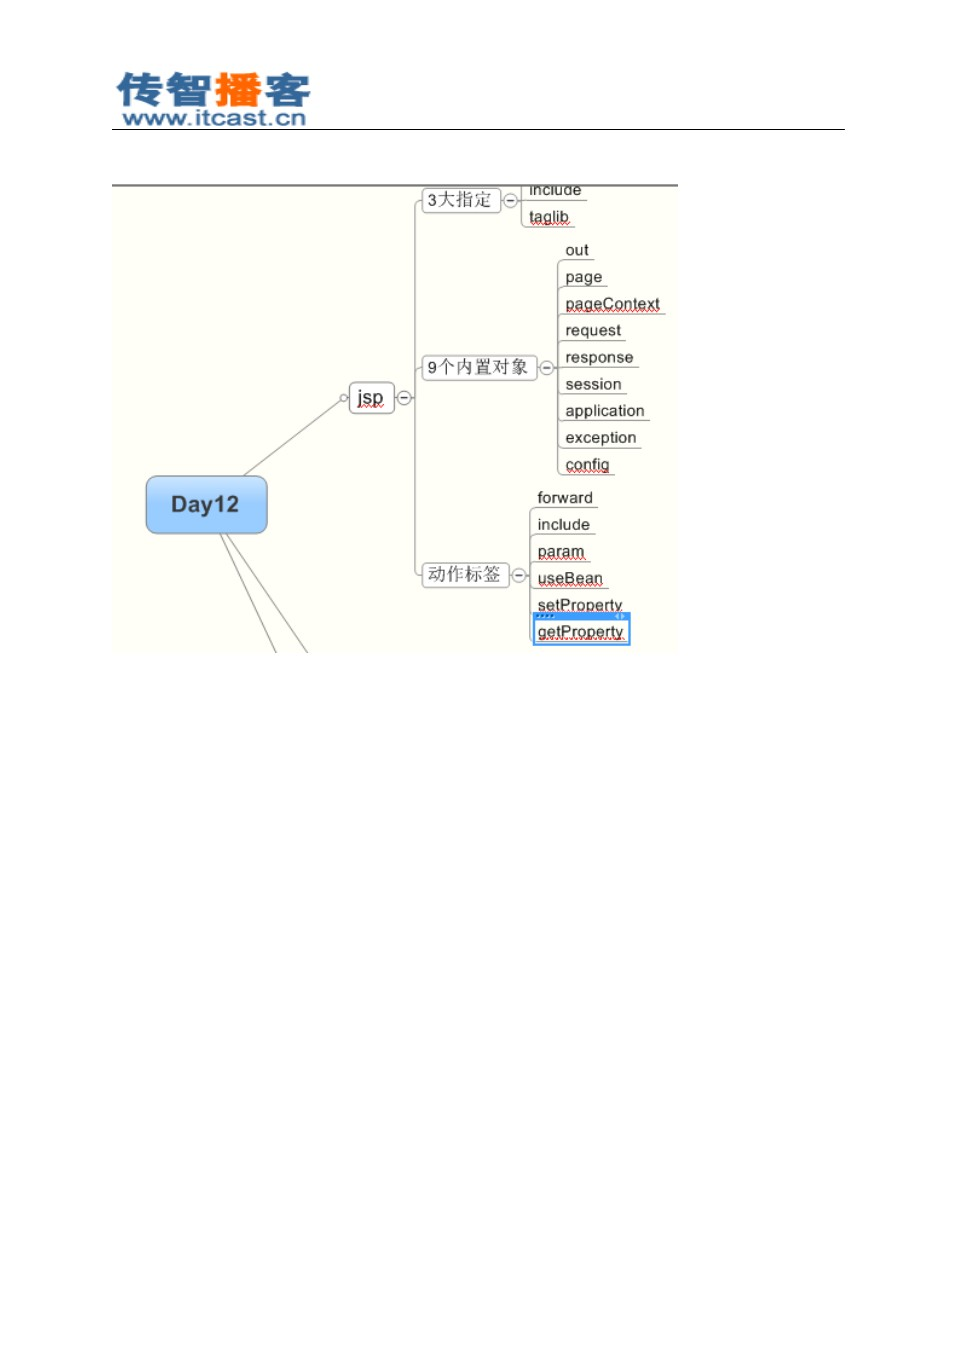 传智播客
www.itcast.cn
3大指定
include
taglib
out
page
pageContext
request
9个内置对象
response
session
jsp
application
exception
config
Day12
forward
include
param
动作标签
useBean
setProperty
getProperty